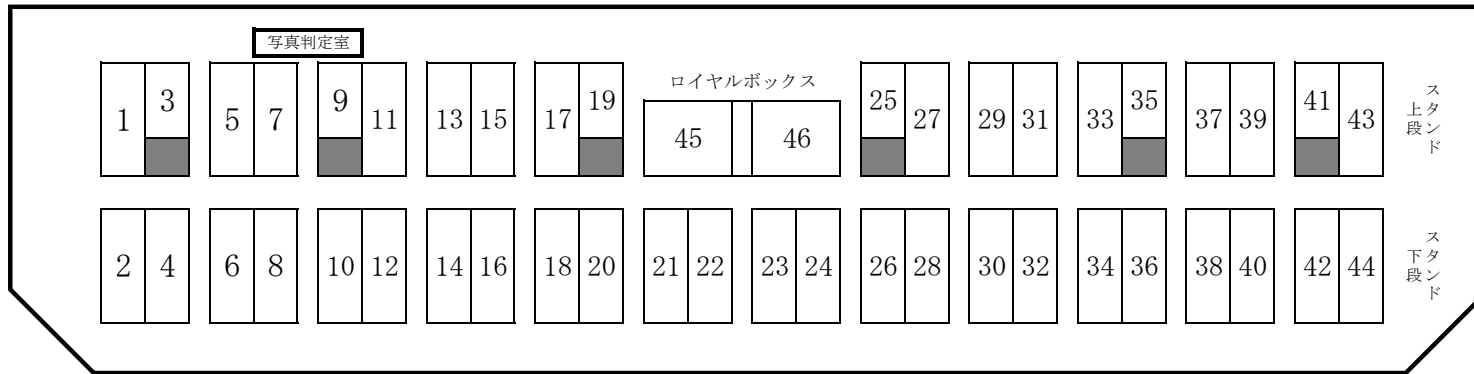 写真判定室
ロイヤルボックス
1 3 5 7 9 11 13 15 17 19 45 46 25 27 29 31 33 35 37 39 41 43
スタンド
上段
2 4 6 8 10 12 14 16 18 20 21 22 23 24 26 28 30 32 34 36 38 40 42 44
スタンド
下段